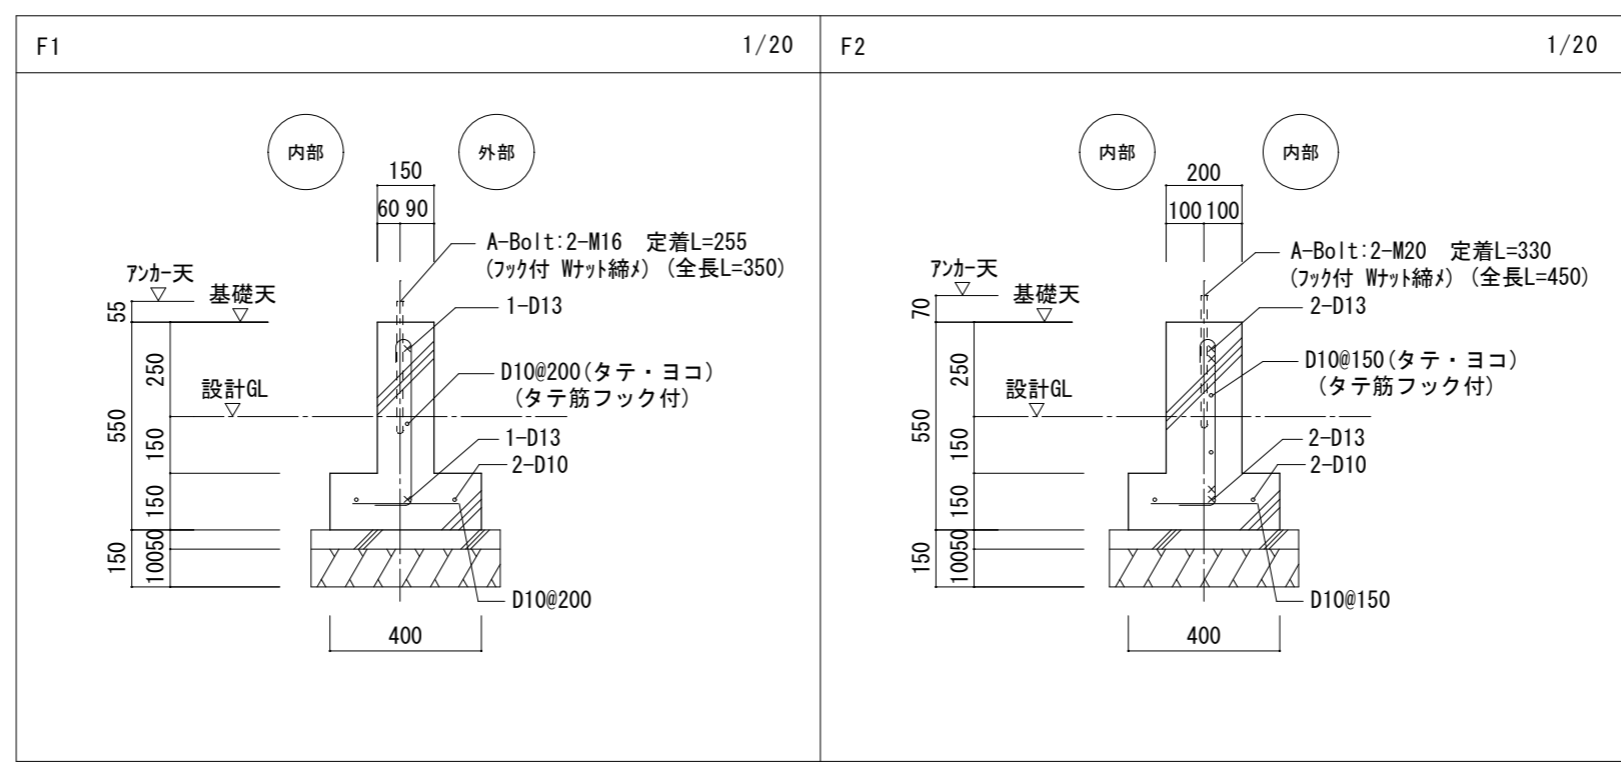 F1 1/20
内部 外部
150
60 90
A-Bolt:2-M16 定着L=255
(フック付 Wナット締メ) (全長L=350)
アンカー天
基礎天
55
1-D13
250
D10@200(タテ・ヨコ)
(タテ筋フック付)
設計GL
550
150
1-D13
2-D10
150
50
100
150
D10@200
400
F2 1/20
内部 内部
200
100 100
A-Bolt:2-M20 定着L=330
(フック付 Wナット締メ) (全長L=450)
アンカー天
基礎天
70
2-D13
250
D10@150(タテ・ヨコ)
(タテ筋フック付)
設計GL
550
150
2-D13
2-D10
150
50
100
150
D10@150
400